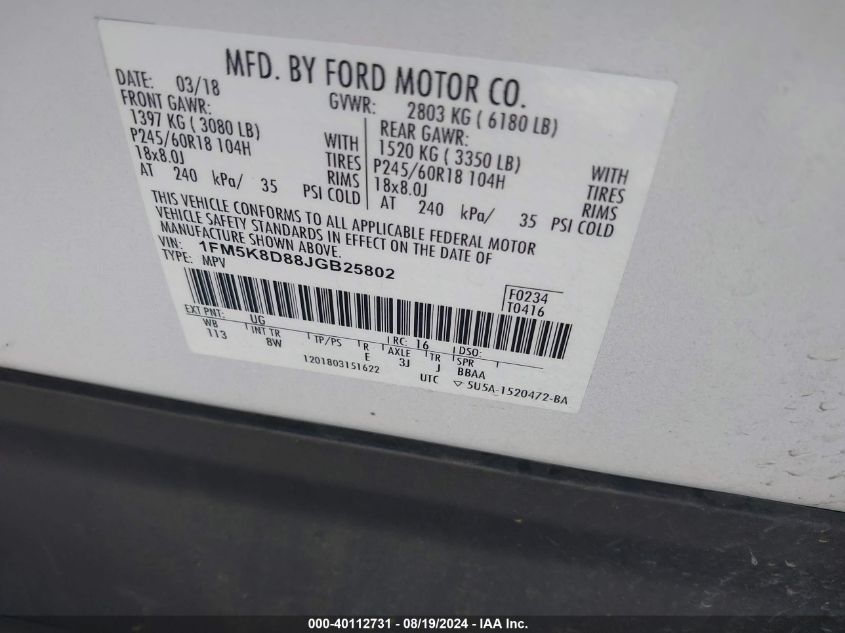 MFD. BY FORD MOTOR CO.
DATE: 03/18
GVWR: 2803 KG ( 6180 LB)
FRONT GAWR:
1397 KG ( 3080 LB) WITH
P245/60R18 104H TIRES
18x8.0J RIMS
AT 240 kPa/ 35 PSI COLD
REAR GAWR:
1520 KG ( 3350 LB) WITH
P245/60R18 104H TIRES
18x8.0J RIMS
AT 240 kPa/ 35 PSI COLD
THIS VEHICLE CONFORMS TO ALL APPLICABLE FEDERAL MOTOR
VEHICLE SAFETY STANDARDS IN EFFECT ON THE DATE OF
MANUFACTURE SHOWN ABOVE.
VIN: 1FM5K8D88JGB25802
TYPE: MPV
F0234
T0416
EXT PNT: UG RC: 16 DSO:
WB INT TR TP/PS R AXLE TR SPR
113 8W E 3J J BBAA
1201803151622
UTC ▽ 5U5A-1520472-BA
000-40112731 - 08/19/2024 - IAA Inc.